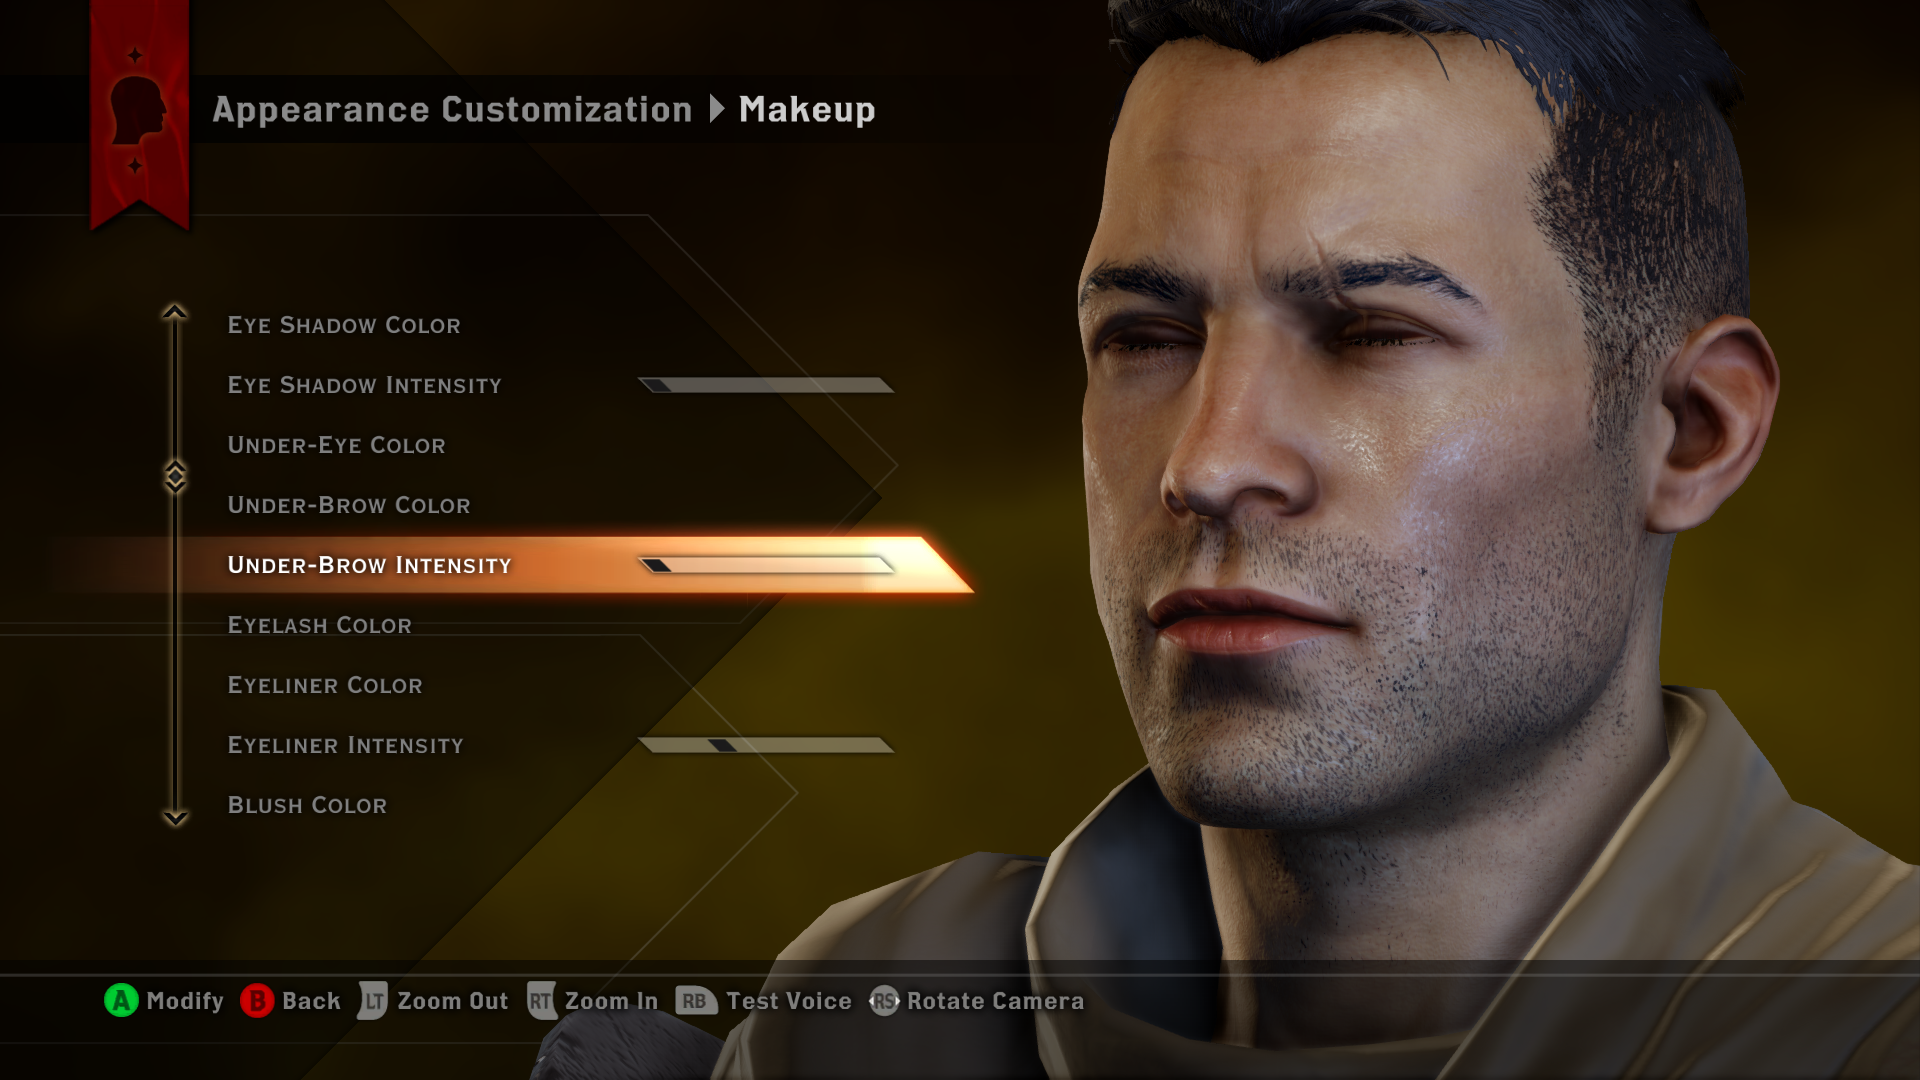 Appearance Customization ▶ Makeup
Eye Shadow Color
Eye Shadow Intensity
Under-Eye Color
Under-Brow Color
Under-Brow Intensity
Eyelash Color
Eyeliner Color
Eyeliner Intensity
Blush Color
A Modify B Back LT Zoom Out RT Zoom In RB Test Voice RS Rotate Camera